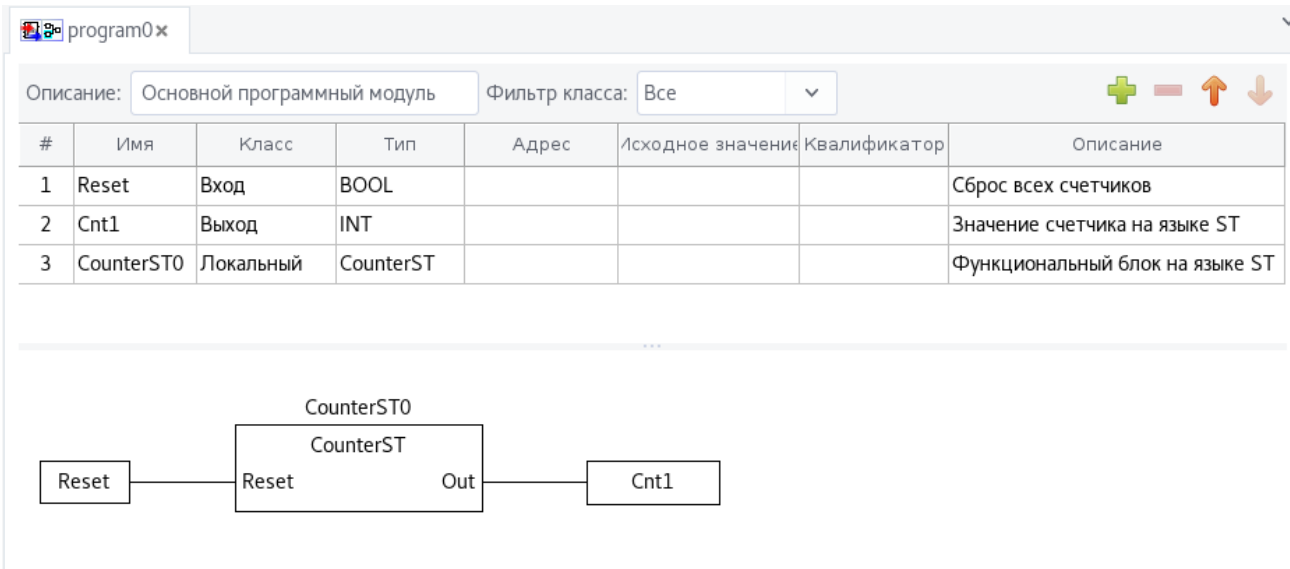 program0
Описание: Основной программный модуль Фильтр класса: Все
# Имя Класс Тип Адрес Исходное значение Квалификатор Описание
1 Reset Вход BOOL Сброс всех счетчиков
2 Cnt1 Выход INT Значение счетчика на языке ST
3 CounterST0 Локальный CounterST Функциональный блок на языке ST
CounterST0
CounterST
Reset Reset Out Cnt1